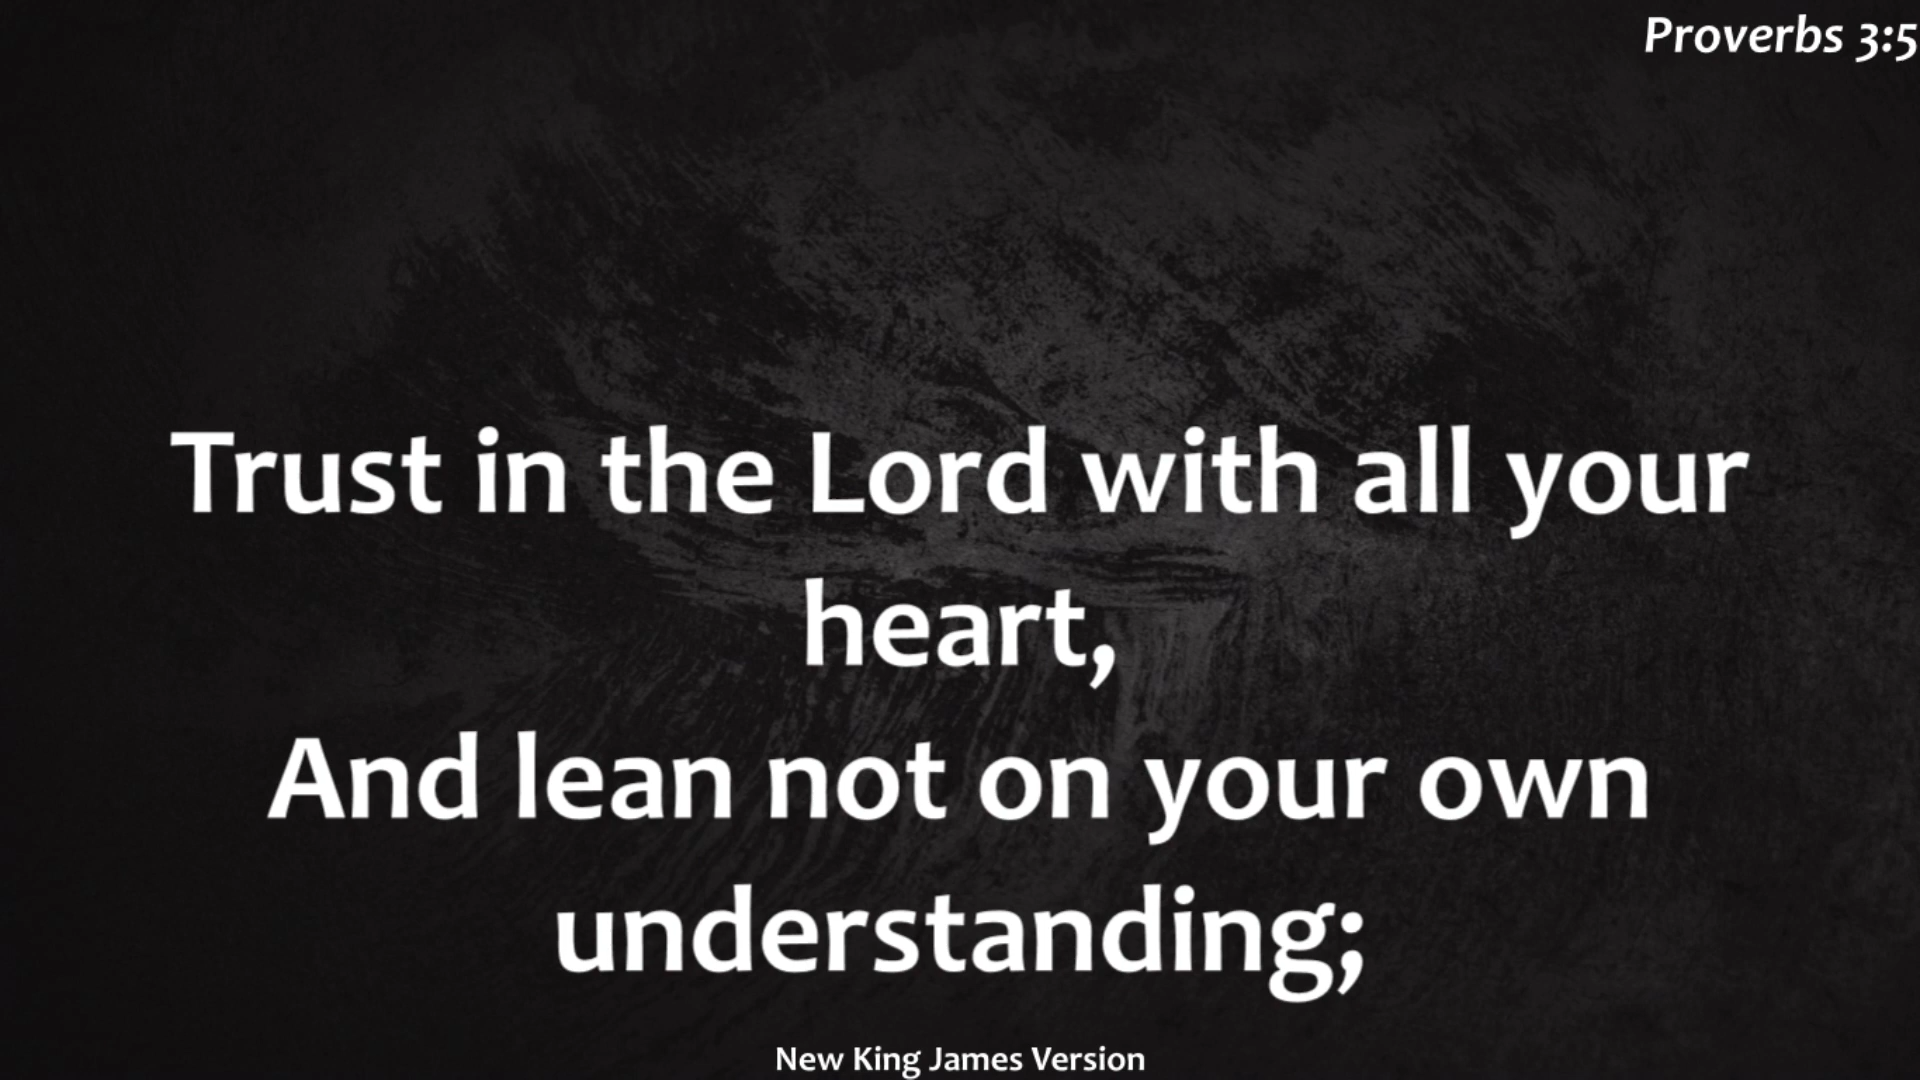 Proverbs 3:5
Trust in the Lord with all your
heart,
And lean not on your own
understanding;
New King James Version